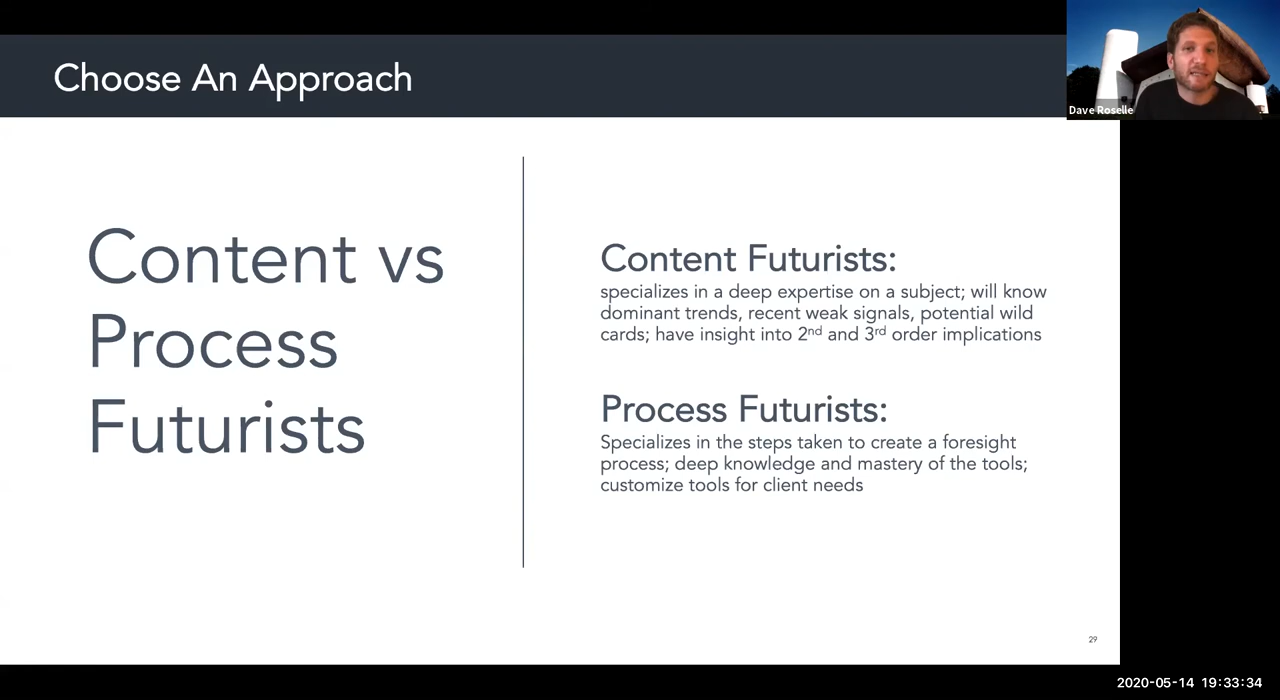 Choose An Approach
Dave Roselle
Content vs
Process
Futurists
Content Futurists:
specializes in a deep expertise on a subject; will know
dominant trends, recent weak signals, potential wild
cards; have insight into 2nd and 3rd order implications
Process Futurists:
Specializes in the steps taken to create a foresight
process; deep knowledge and mastery of the tools;
customize tools for client needs
29
2020-05-14 19:33:34